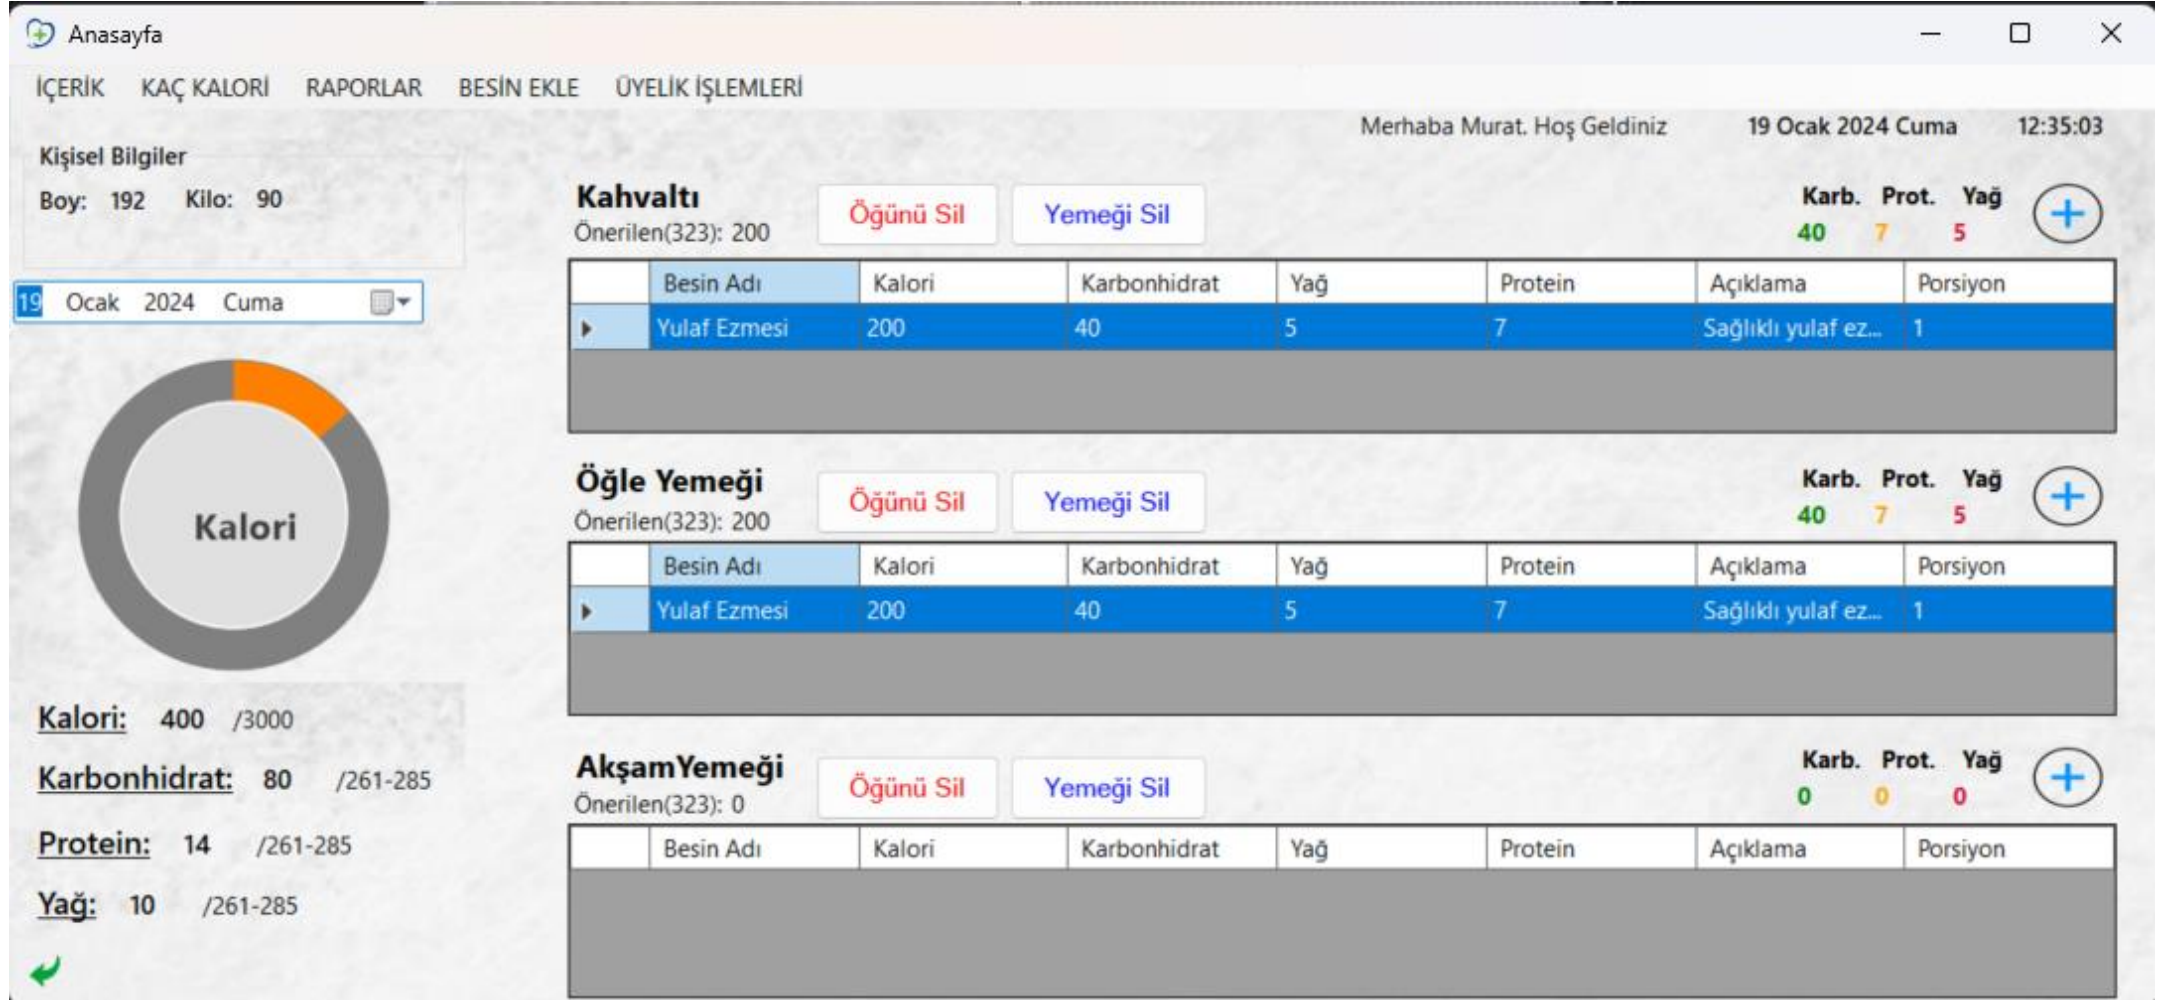 Anasayfa
İÇERİK KAÇ KALORİ RAPORLAR BESİN EKLE ÜYELİK İŞLEMLERİ
Merhaba Murat. Hoş Geldiniz 19 Ocak 2024 Cuma 12:35:03
Kişisel Bilgiler
Boy: 192 Kilo: 90
19 Ocak 2024 Cuma
Kalori
Kalori: 400 /3000
Karbonhidrat: 80 /261-285
Protein: 14 /261-285
Yağ: 10 /261-285
Kahvaltı Öğünü Sil Yemeği Sil Karb. Prot. Yağ
Önerilen(323): 200 40 7 5
Besin Adı Kalori Karbonhidrat Yağ Protein Açıklama Porsiyon
Yulaf Ezmesi 200 40 5 7 Sağlıklı yulaf ez... 1
Öğle Yemeği Öğünü Sil Yemeği Sil Karb. Prot. Yağ
Önerilen(323): 200 40 7 5
Besin Adı Kalori Karbonhidrat Yağ Protein Açıklama Porsiyon
Yulaf Ezmesi 200 40 5 7 Sağlıklı yulaf ez... 1
AkşamYemeği Öğünü Sil Yemeği Sil Karb. Prot. Yağ
Önerilen(323): 0 0 0 0
Besin Adı Kalori Karbonhidrat Yağ Protein Açıklama Porsiyon